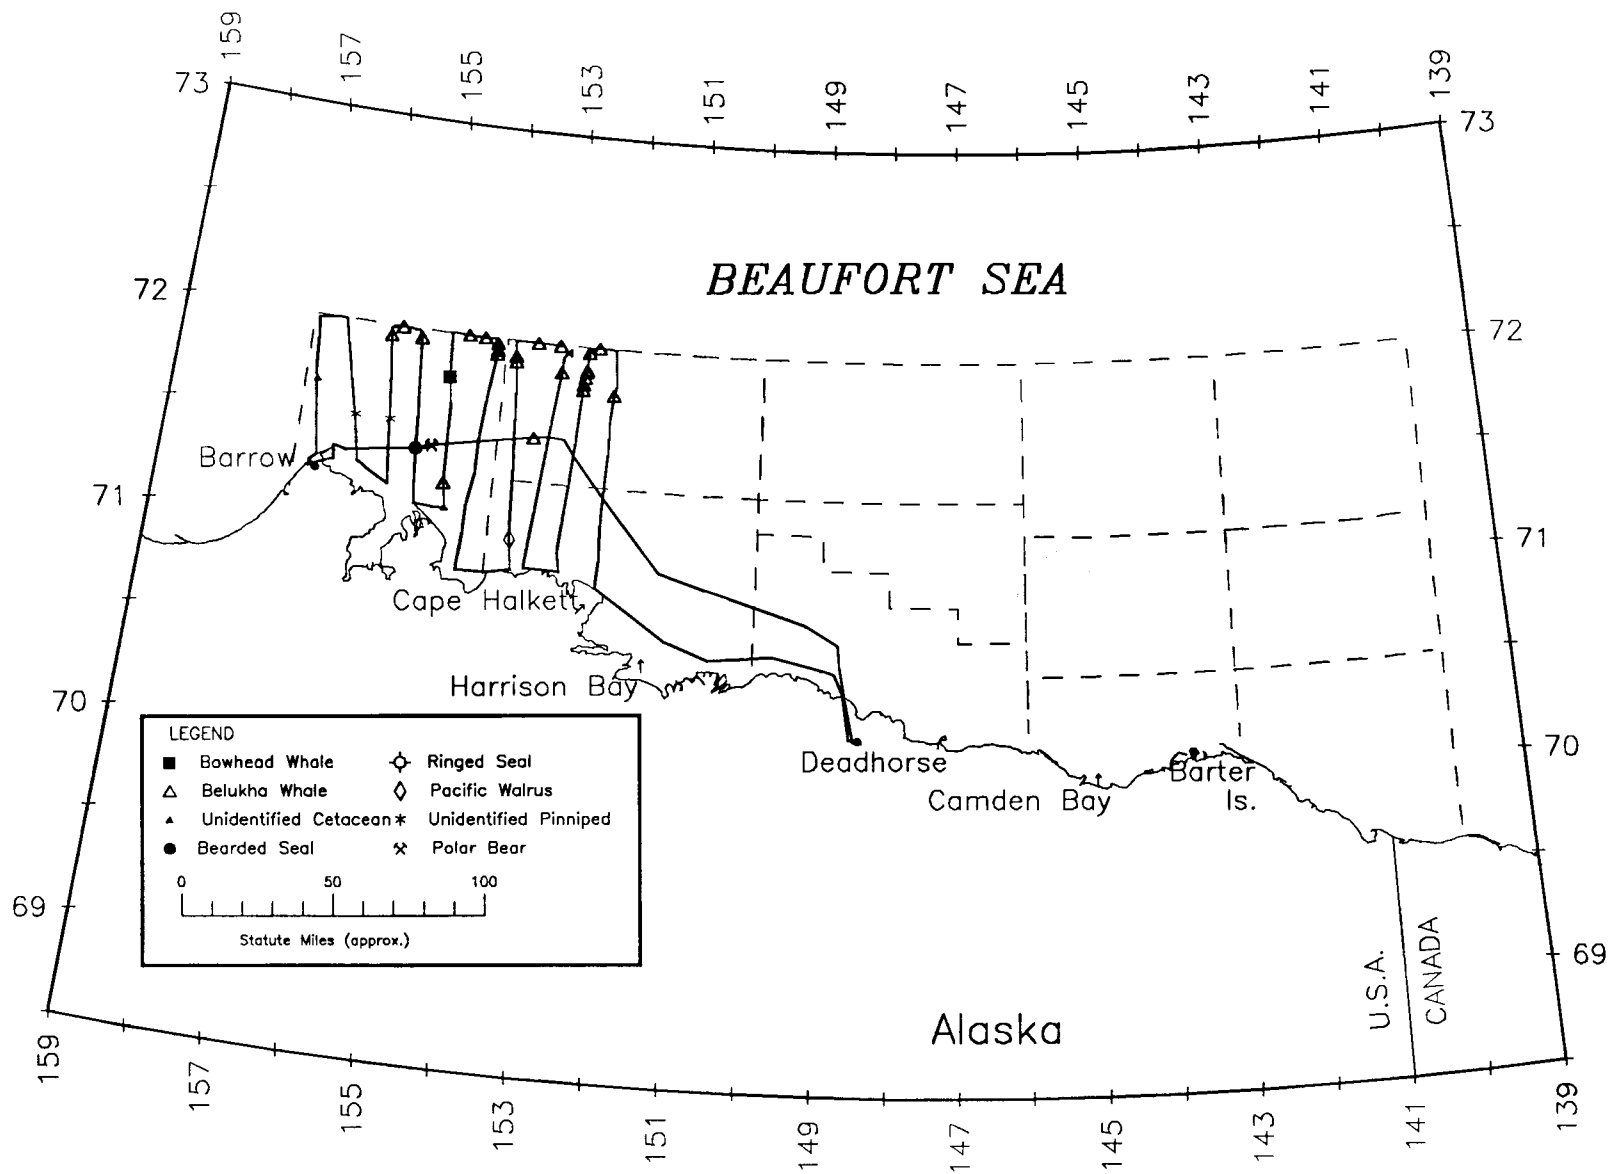 159
157
155
153
151
149
147
145
143
141
139
73
73
BEAUFORT SEA
72
72
Barrow
71
71
Cape Halkett
Harrison Bay
70
70
Deadhorse
Camden Bay
Barter
Is.
LEGEND
Bowhead Whale
Ringed Seal
Belukha Whale
Pacific Walrus
Unidentified Cetacean
Unidentified Pinniped
Bearded Seal
Polar Bear
0 50 100
Statute Miles (approx.)
69
69
U.S.A.
CANADA
Alaska
159
157
155
153
151
149
147
145
143
141
139